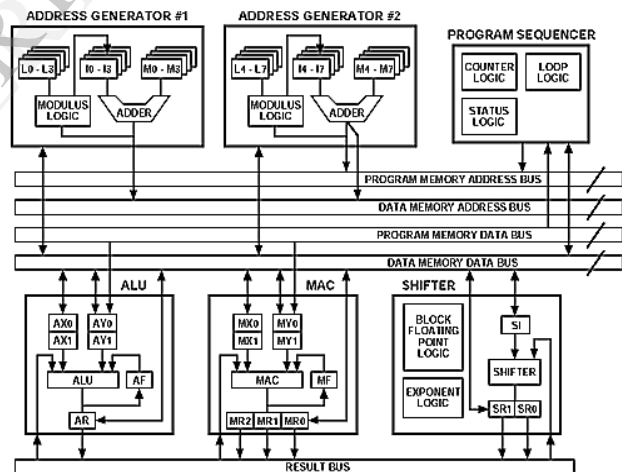 ADDRESS GENERATOR #1
ADDRESS GENERATOR #2
PROGRAM SEQUENCER
L0 - L3
I0 - I3
M0 - M3
MODULUS LOGIC
ADDER
L4 - L7
I4 - I7
M4 - M7
MODULUS LOGIC
ADDER
COUNTER LOGIC
LOOP LOGIC
STATUS LOGIC
PROGRAM MEMORY ADDRESS BUS
DATA MEMORY ADDRESS BUS
PROGRAM MEMORY DATA BUS
DATA MEMORY DATA BUS
ALU
AX0
AX1
AY0
AY1
ALU
AF
AR
MAC
MX0
MX1
MY0
MY1
MAC
MF
MR2
MR1
MR0
SHIFTER
BLOCK FLOATING POINT LOGIC
EXPONENT LOGIC
SI
SHIFTER
SR1
SR0
RESULT BUS